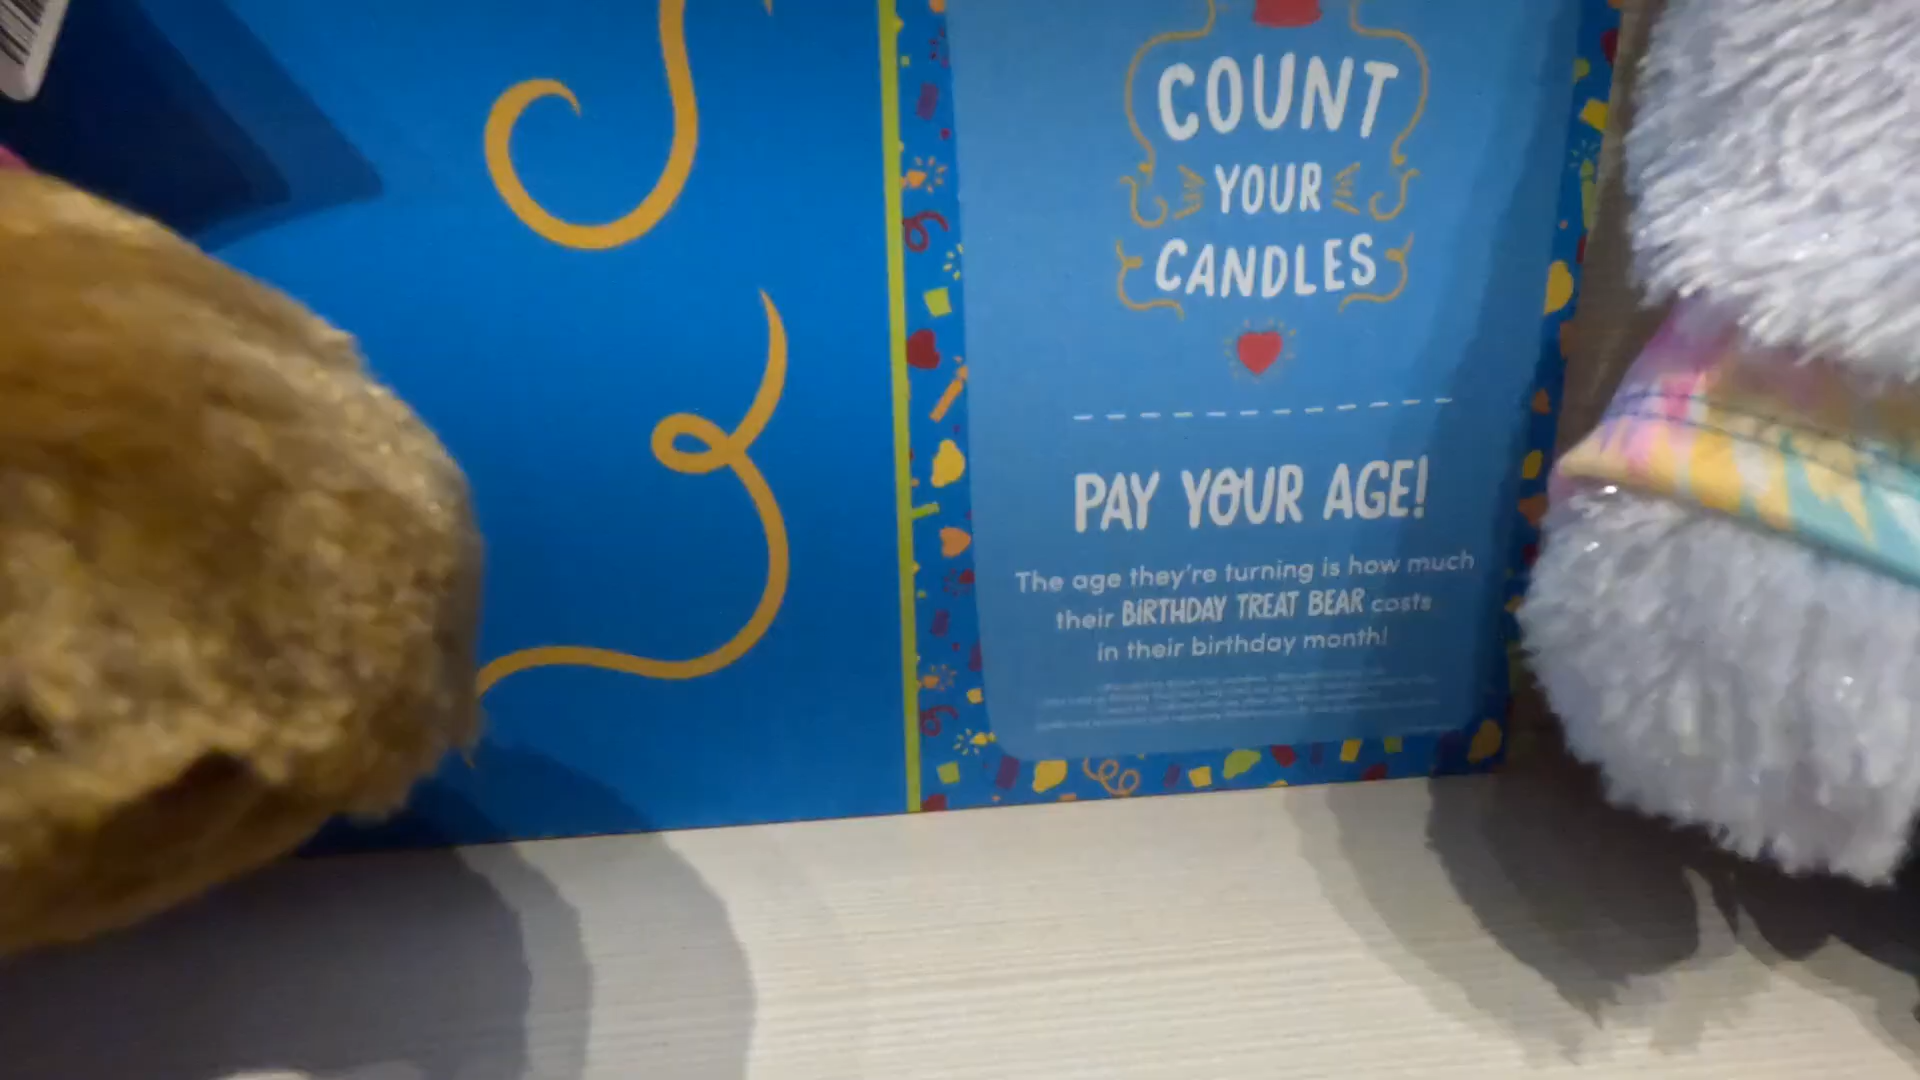 COUNT
YOUR
CANDLES
PAY YOUR AGE!
The age they're turning is how much
their BIRTHDAY TREAT BEAR costs
in their birthday month!